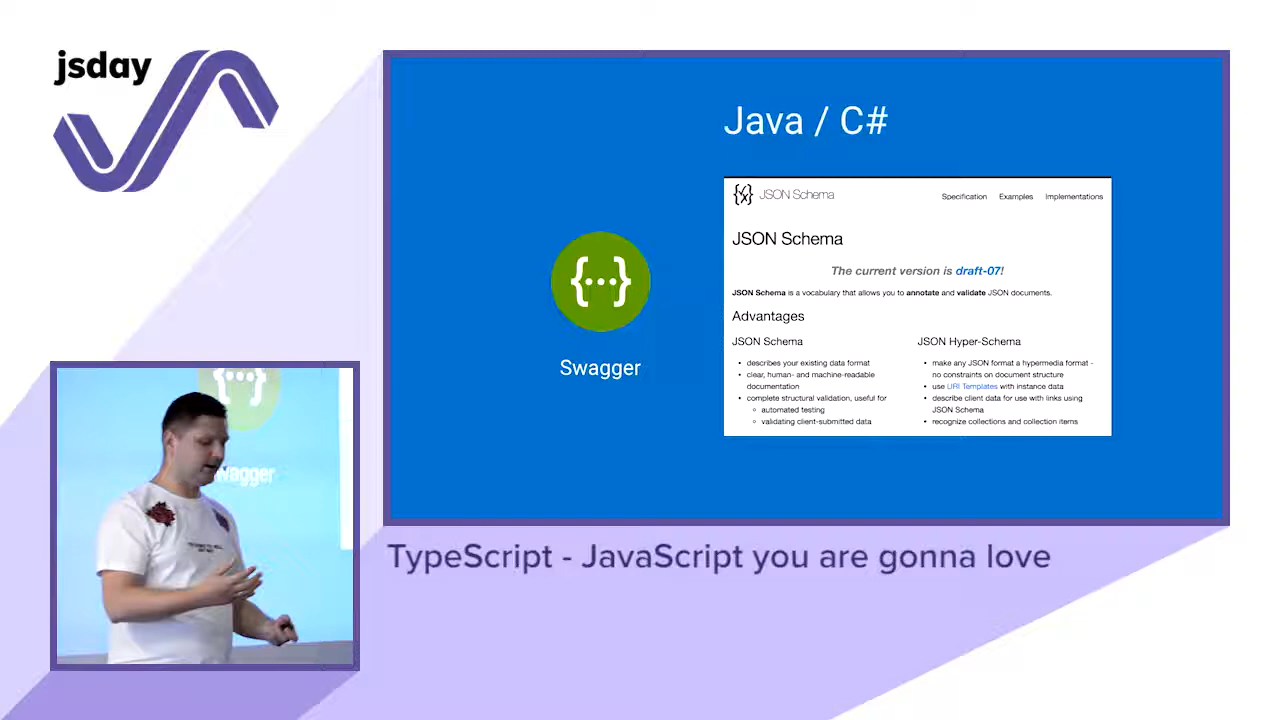 jsday
Java / C#
{✓x} JSON Schema
Specification Examples Implementations
JSON Schema
The current version is draft-07!
JSON Schema is a vocabulary that allows you to annotate and validate JSON documents.
Advantages
JSON Schema
• describes your existing data format
• clear, human- and machine-readable
documentation
• complete structural validation, useful for
◦ automated testing
◦ validating client-submitted data
JSON Hyper-Schema
• make any JSON format a hypermedia format -
no constraints on document structure
• use URI Templates with instance data
• describe client data for use with links using
JSON Schema
• recognize collections and collection items
{···}
Swagger
{···}
Swagger
TypeScript - JavaScript you are gonna love